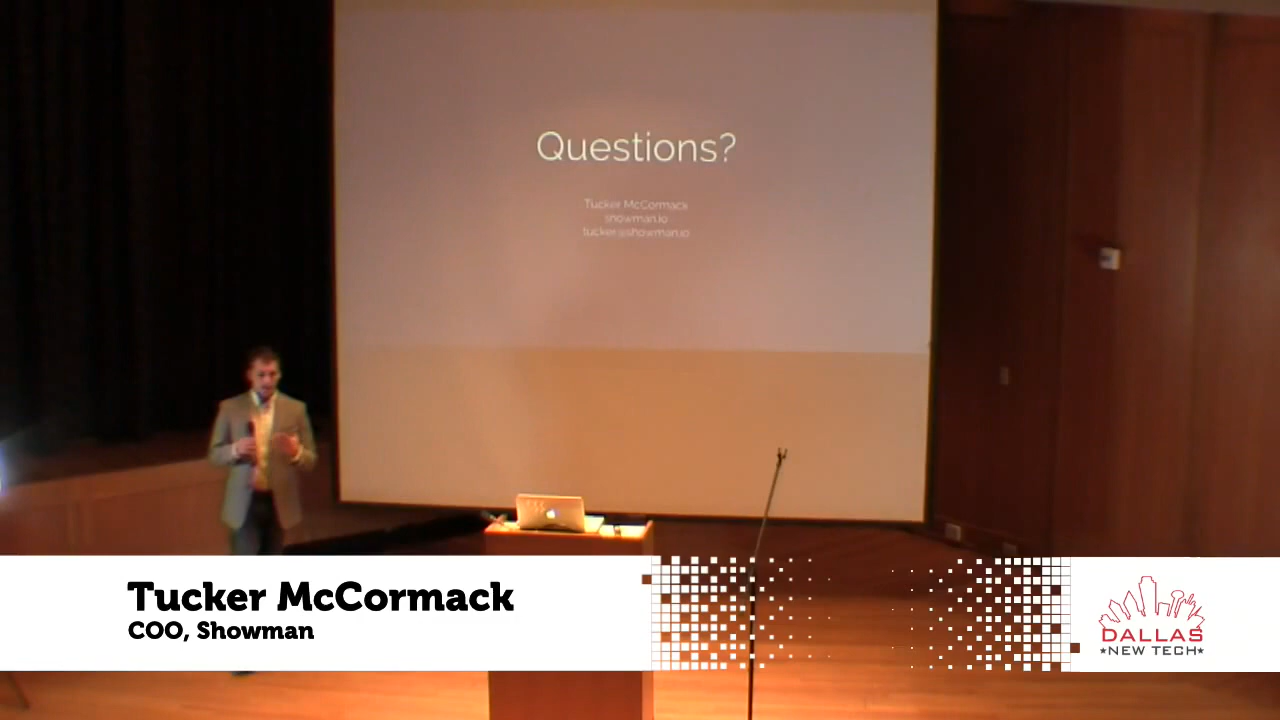 Questions?
Tucker McCormack
showman.io
tucker@showman.io
Tucker McCormack
COO, Showman
DALLAS
★NEW TECH★